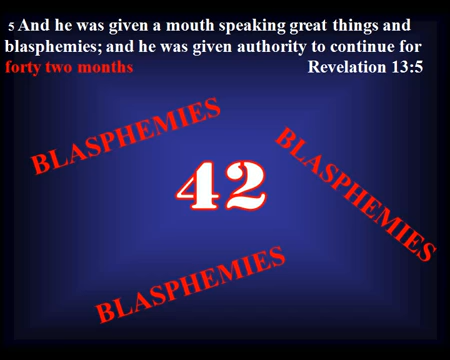 5 And he was given a mouth speaking great things and
blasphemies; and he was given authority to continue for
forty two months Revelation 13:5
BLASPHEMIES
BLASPHEMIES
42
BLASPHEMIES